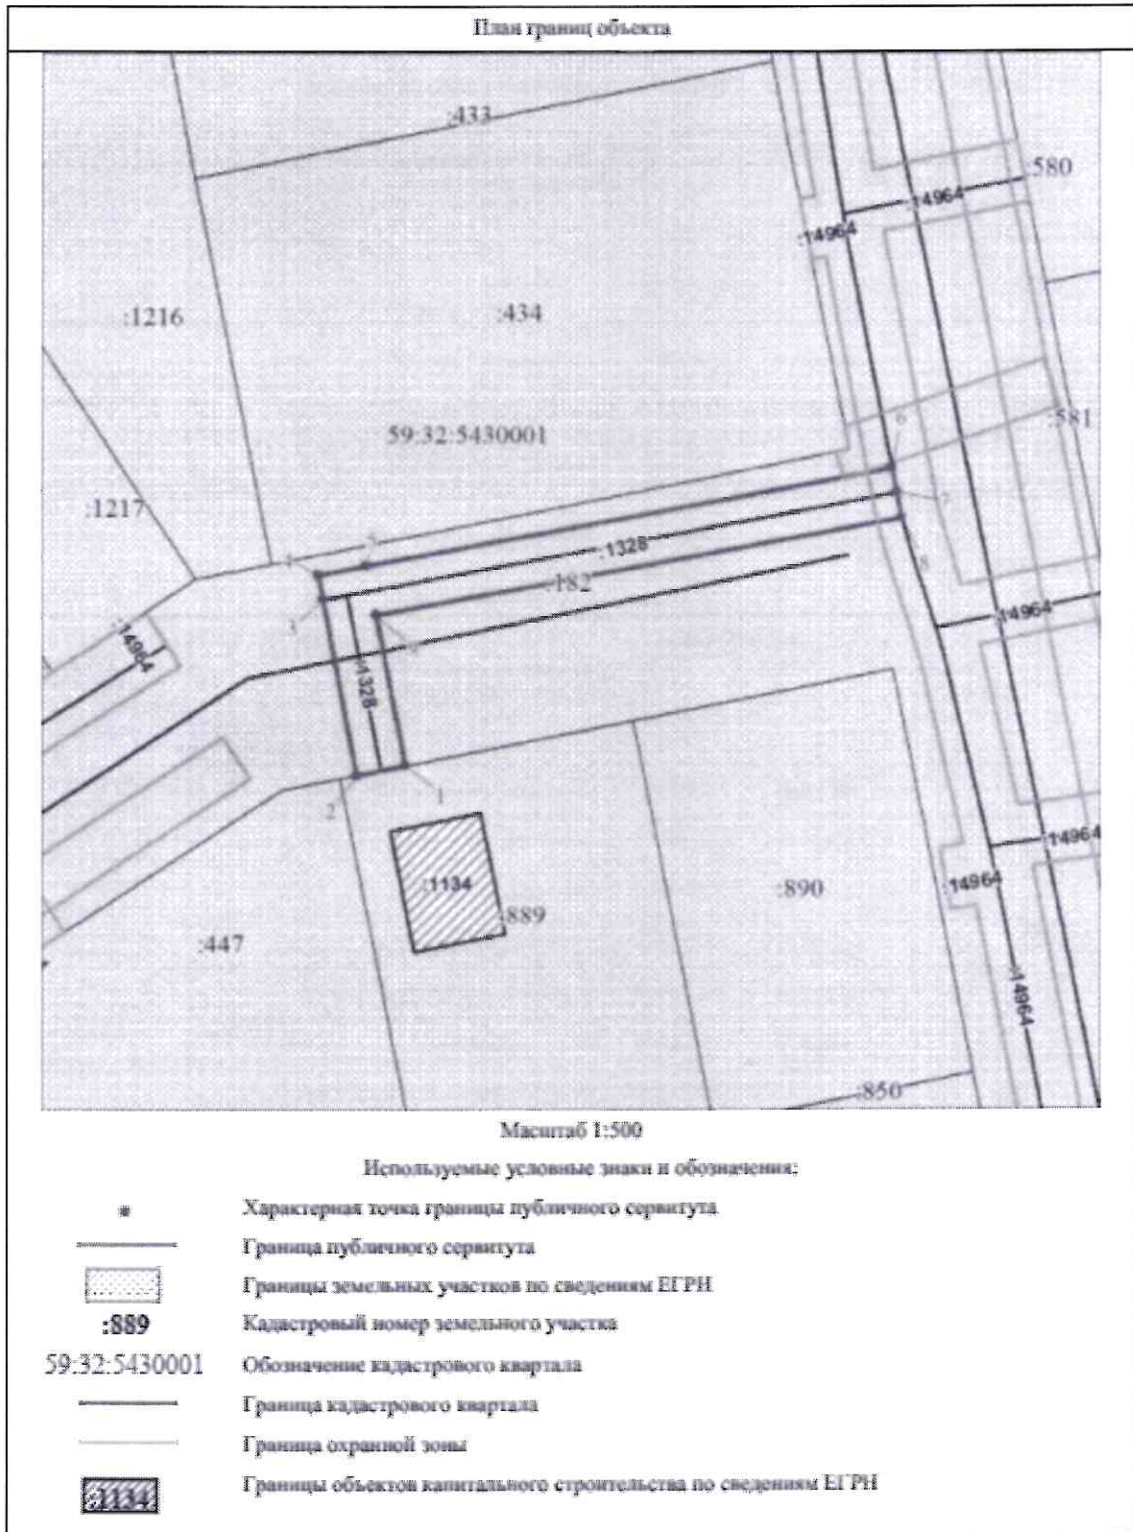 План границ объекта
:433
:580
:14964
:14964
:1216
:434
59:32:5430001
6
:581
:1217
7
5
4
:1328
8
:182
3
:14964
:14964
9
:1328
1
2
:14964
:1134
:14964
:890
:889
:447
:14964
:850
Масштаб 1:500
Используемые условные знаки и обозначения:
Характерная точка границы публичного сервитута
Граница публичного сервитута
Границы земельных участков по сведениям ЕГРН
:889 Кадастровый номер земельного участка
59:32:5430001 Обозначение кадастрового квартала
Граница кадастрового квартала
Граница охранной зоны
:1134 Границы объектов капитального строительства по сведениям ЕГРН